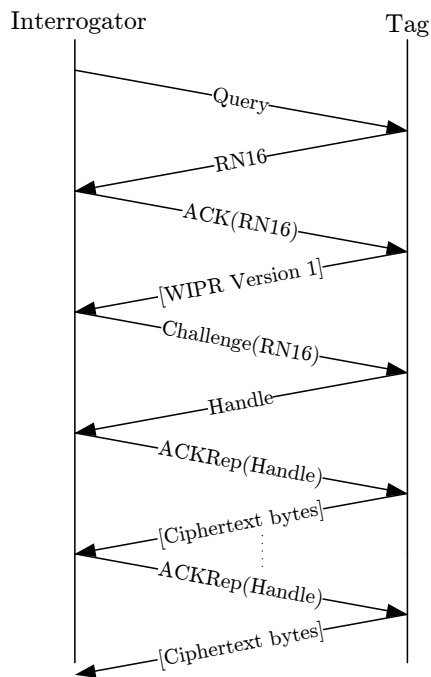 Interrogator
Tag
Query
RN16
ACK(RN16)
[WIPR Version 1]
Challenge(RN16)
Handle
ACKRep(Handle)
[Ciphertext bytes]
ACKRep(Handle)
[Ciphertext bytes]